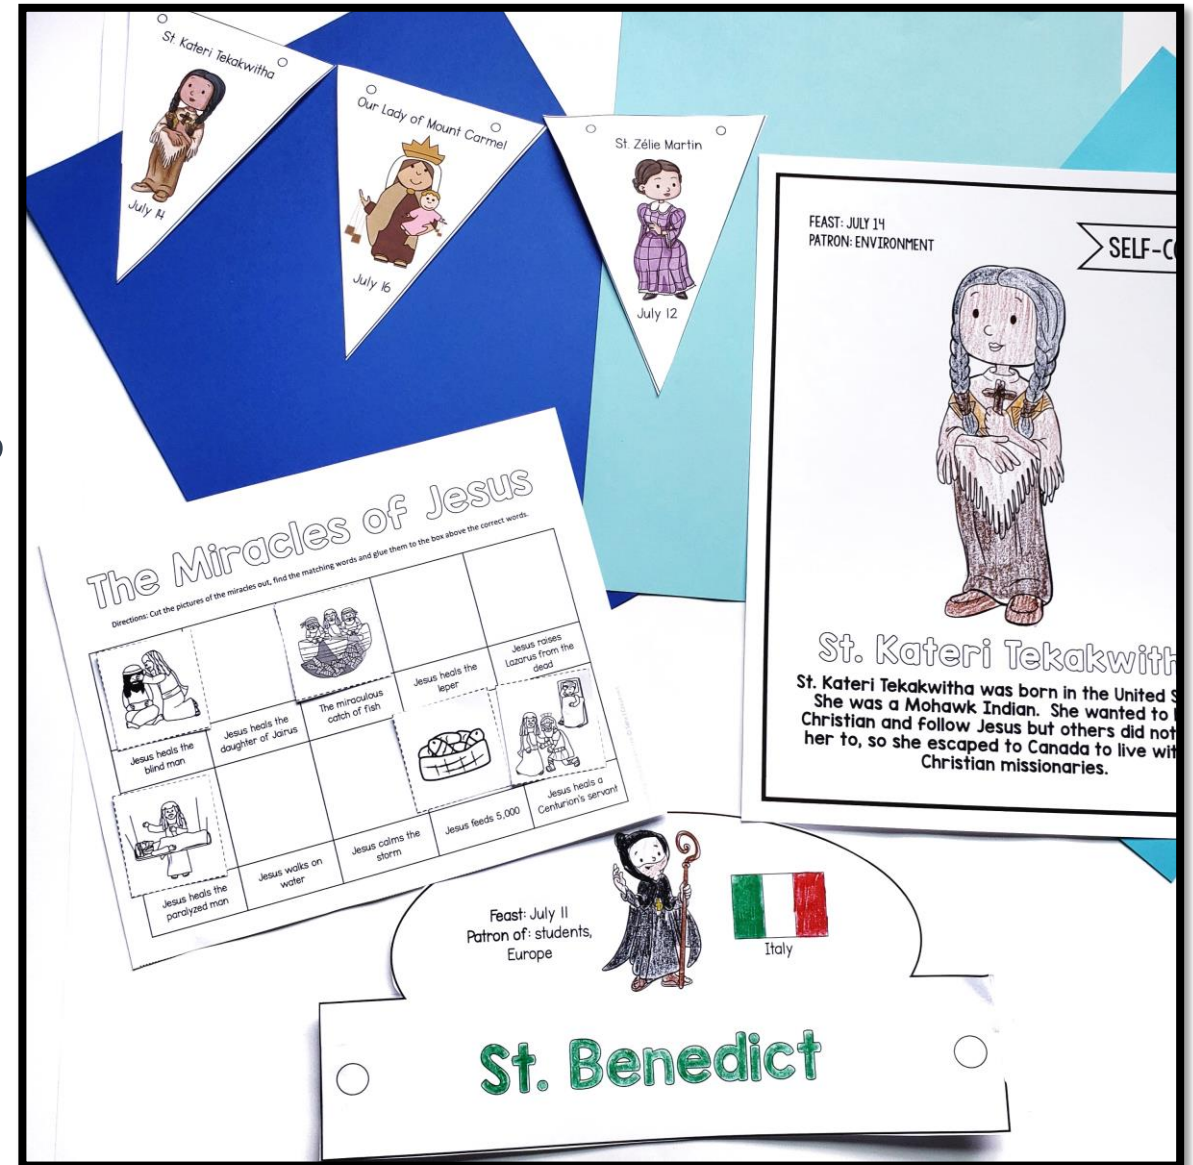 St. Kateri Tekakwitha
July 14
Our Lady of Mount Carmel
July 16
St. Zélie Martin
July 12
FEAST: JULY 14
PATRON: ENVIRONMENT
SELF-C
St. Kateri Tekakwith
St. Kateri Tekakwitha was born in the United S
She was a Mohawk Indian. She wanted to
Christian and follow Jesus but others did not
her to, so she escaped to Canada to live wit
Christian missionaries.
The Miracles of Jesus
Directions: Cut the pictures of the miracles out, find the matching words and glue them to the box above the correct words.
Jesus heals the
blind man
Jesus heals the
daughter of Jairus
The miraculous
catch of fish
Jesus heals the
leper
Jesus raises
Lazarus from the
dead
Jesus heals the
paralyzed man
Jesus walks on
water
Jesus calms the
storm
Jesus feeds 5,000
Jesus heals a
Centurion's servant
Feast: July 11
Patron of: students,
Europe
Italy
St. Benedict